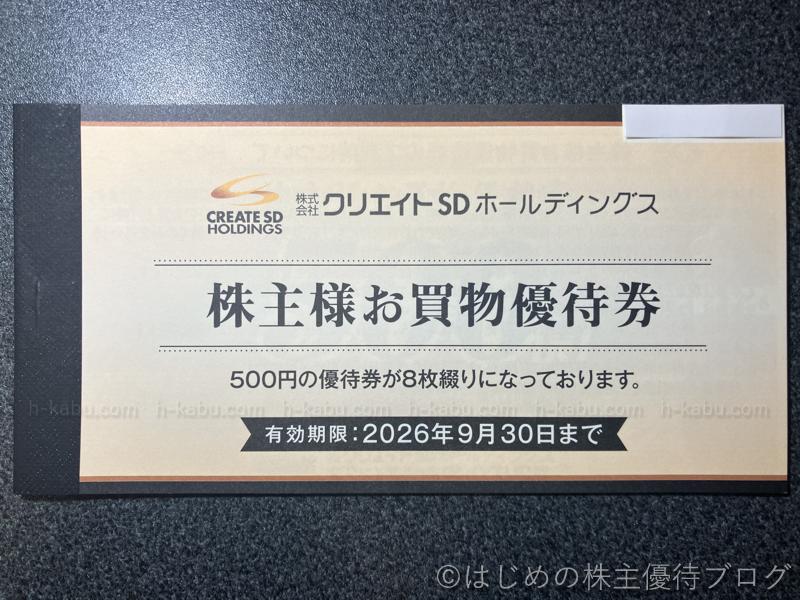 CREATE SD
HOLDINGS
株式会社 クリエイトSDホールディングス
株主様お買物優待券
500円の優待券が8枚綴りになっております。
h-kabu.com h-kabu.com h-kabu.com h-kabu.com h-kabu.com h-kabu.com
有効期限：2026年9月30日まで
©はじめの株主優待ブログ